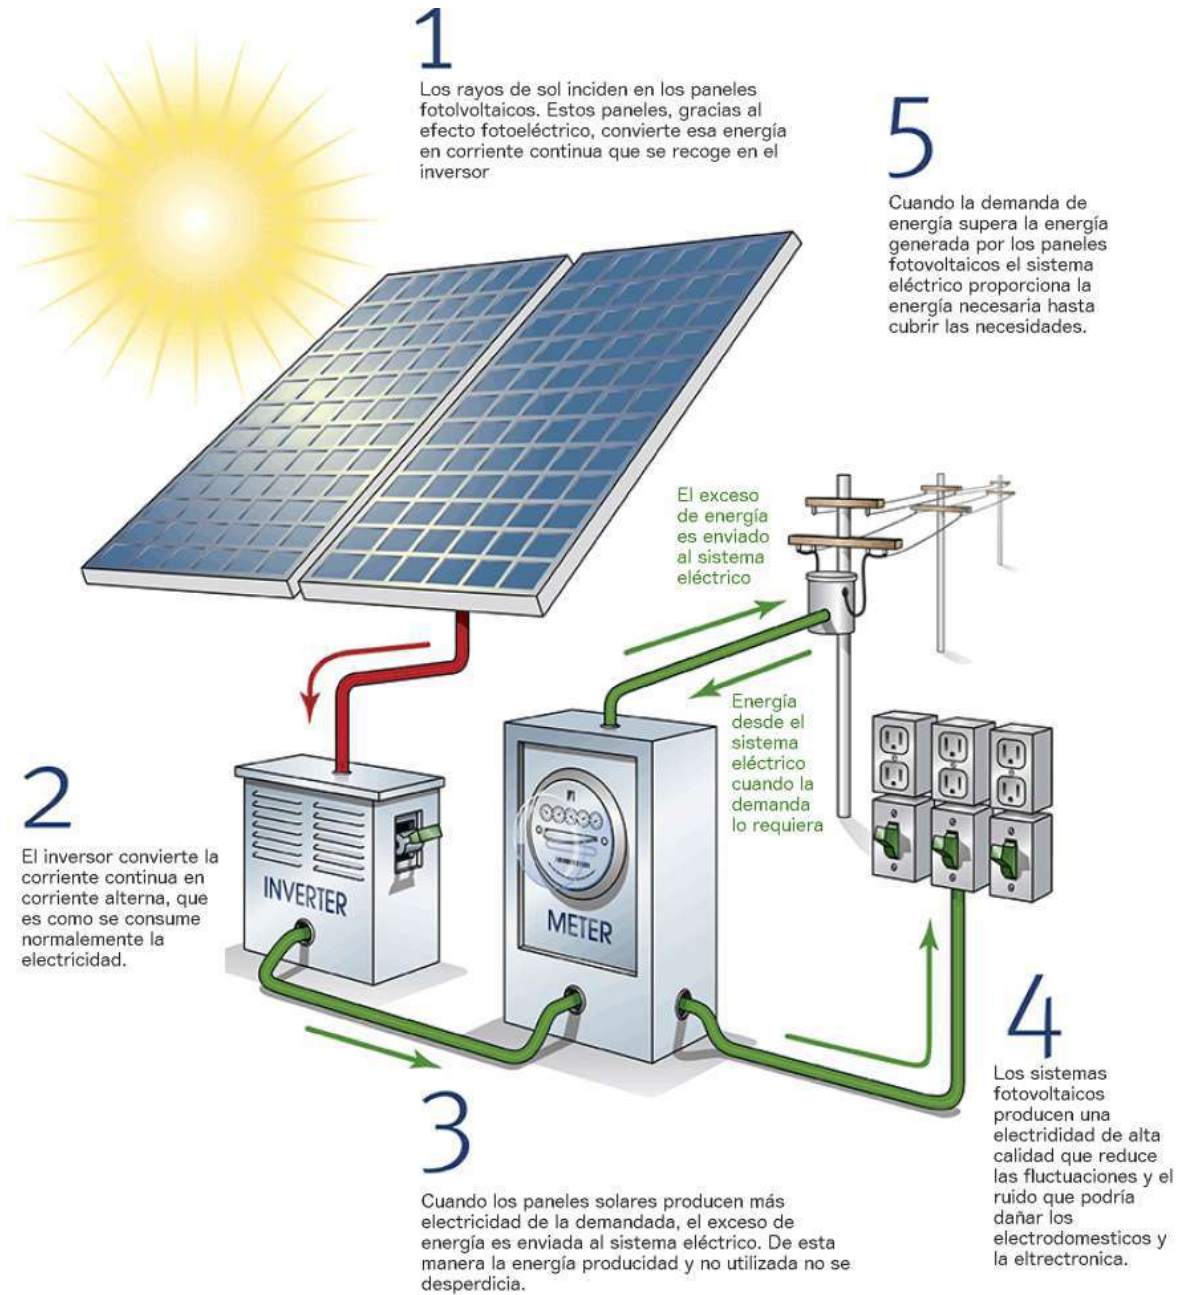 1
Los rayos de sol inciden en los paneles
fotolvoltaicos. Estos paneles, gracias al
efecto fotoeléctrico, convierte esa energía
en corriente continua que se recoge en el
inversor
5
Cuando la demanda de
energía supera la energía
generada por los paneles
fotovoltaicos el sistema
eléctrico proporciona la
energía necesaria hasta
cubrir las necesidades.
El exceso
de energía
es enviado
al sistema
eléctrico
Energía
desde el
sistema
eléctrico
cuando la
demanda
lo requiera
2
El inversor convierte la
corriente continua en
corriente alterna, que
es como se consume
normalemente la
electricidad.
INVERTER
METER
4
Los sistemas
fotovoltaicos
producen una
electrididad de alta
calidad que reduce
las fluctuaciones y el
ruido que podría
dañar los
electrodomesticos y
la eltrectronica.
3
Cuando los paneles solares producen más
electricidad de la demandada, el exceso de
energía es enviada al sistema eléctrico. De esta
manera la energía producidad y no utilizada no se
desperdicia.